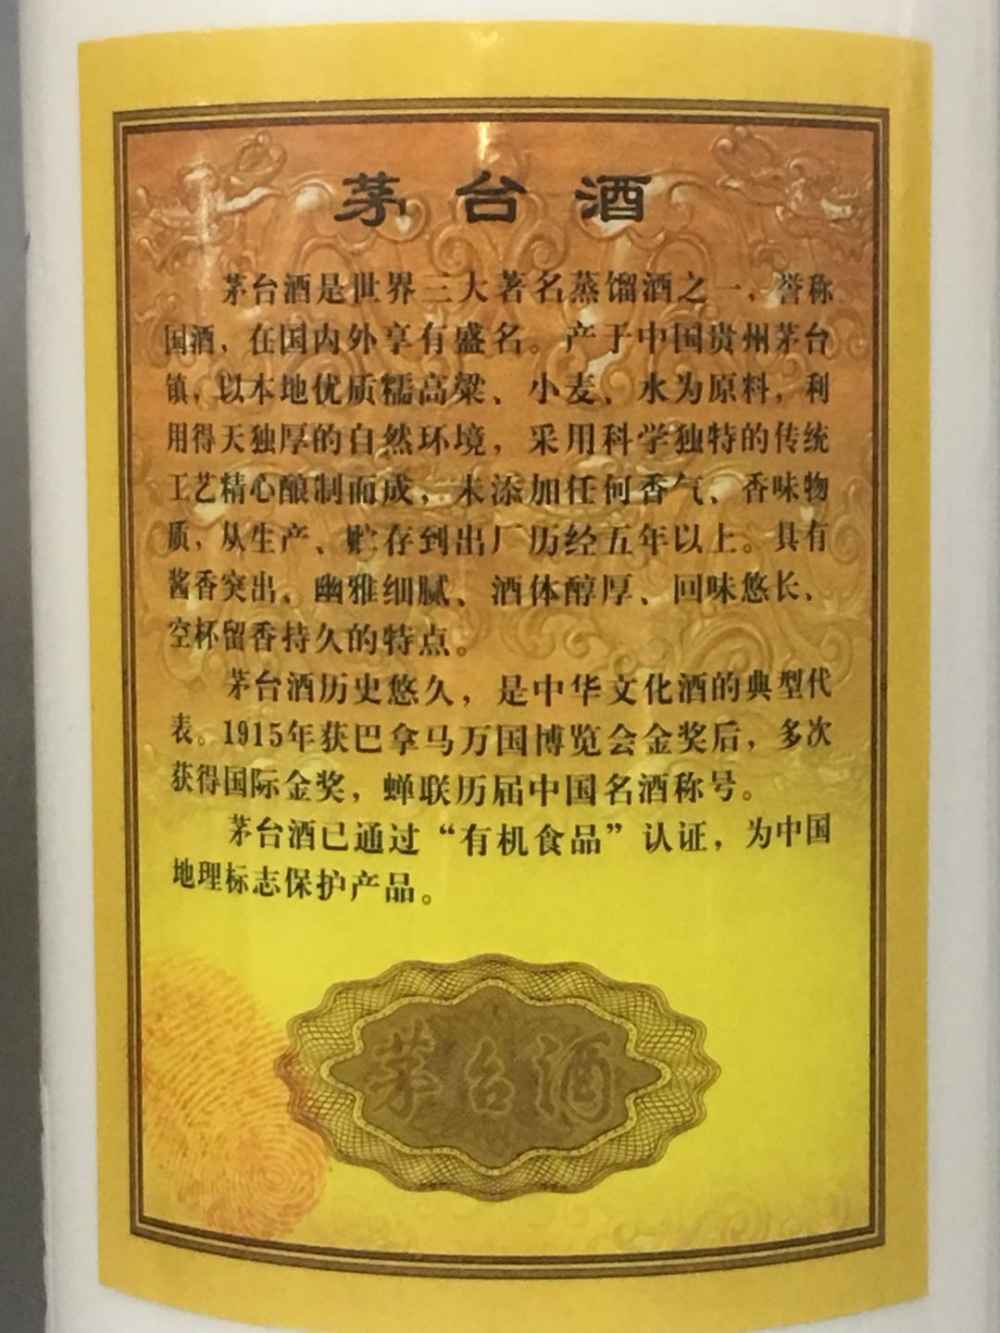 茅台酒
茅台酒是世界三大著名蒸馏酒之一，誉称
国酒，在国内外享有盛名。产于中国贵州茅台
镇，以本地优质糯高粱、小麦、水为原料，利
用得天独厚的自然环境，采用科学独特的传统
工艺精心酿制而成，未添加任何香气、香味物
质，从生产、贮存到出厂历经五年以上。具有
酱香突出、幽雅细腻、酒体醇厚、回味悠长、
空杯留香持久的特点。
茅台酒历史悠久，是中华文化酒的典型代
表。1915年获巴拿马万国博览会金奖后，多次
获得国际金奖，蝉联历届中国名酒称号。
茅台酒已通过“有机食品”认证，为中国
地理标志保护产品。
茅台酒